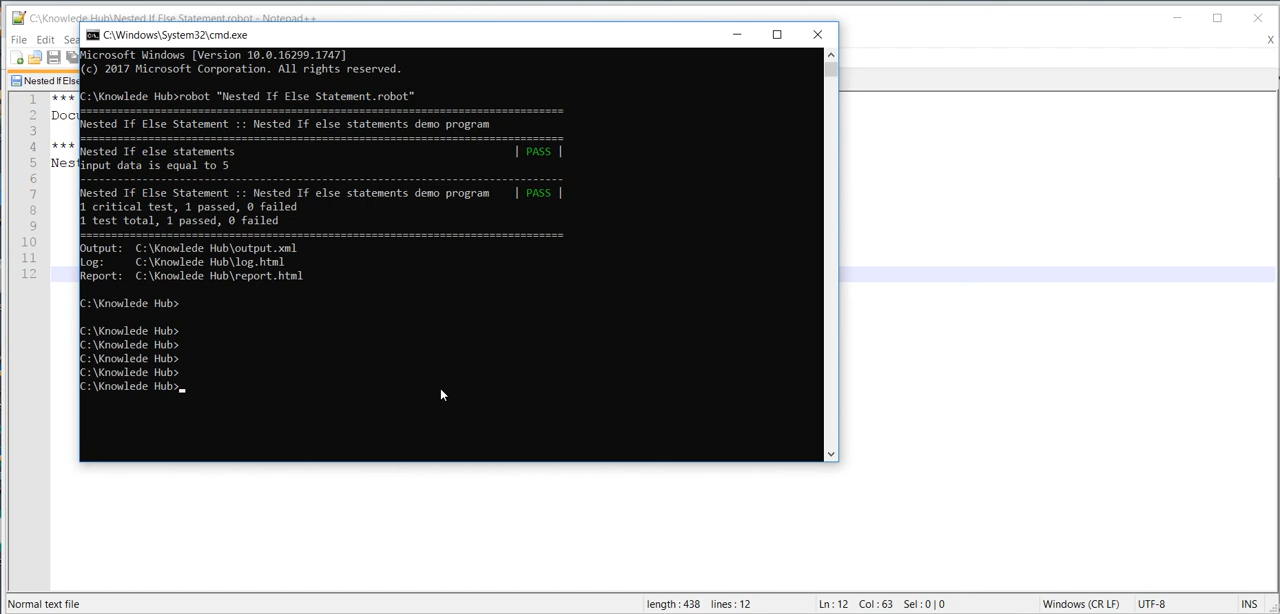 C:\Knowlede Hub\Nested If Else Statement.robot - Notepad++
File Edit Sea
X
C:\Windows\System32\cmd.exe
Nested If Else
1 ***
2 Docu
3
4 ***
5 Nest
6
7
8
9
10
11
12
Microsoft Windows [Version 10.0.16299.1747]
(c) 2017 Microsoft Corporation. All rights reserved.
C:\Knowlede Hub>robot "Nested If Else Statement.robot"
==============================================================================
Nested If Else Statement :: Nested If else statements demo program
==============================================================================
Nested If else statements | PASS |
input data is equal to 5
------------------------------------------------------------------------------
Nested If Else Statement :: Nested If else statements demo program | PASS |
1 critical test, 1 passed, 0 failed
1 test total, 1 passed, 0 failed
==============================================================================
Output: C:\Knowlede Hub\output.xml
Log: C:\Knowlede Hub\log.html
Report: C:\Knowlede Hub\report.html
C:\Knowlede Hub>
C:\Knowlede Hub>
C:\Knowlede Hub>
C:\Knowlede Hub>
C:\Knowlede Hub>
C:\Knowlede Hub>
Normal text file length : 438 lines : 12 Ln : 12 Col : 63 Sel : 0 | 0 Windows (CR LF) UTF-8 INS